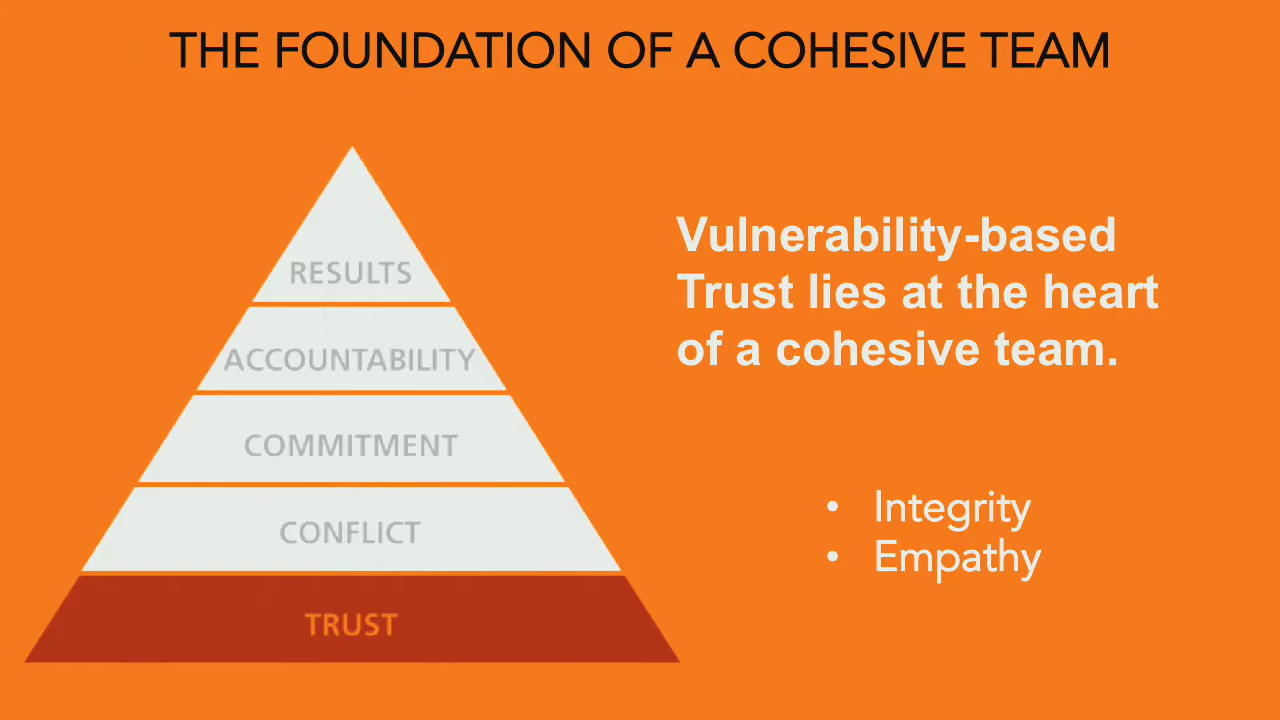 THE FOUNDATION OF A COHESIVE TEAM
RESULTS
ACCOUNTABILITY
COMMITMENT
CONFLICT
TRUST
Vulnerability-based
Trust lies at the heart
of a cohesive team.
• Integrity
• Empathy